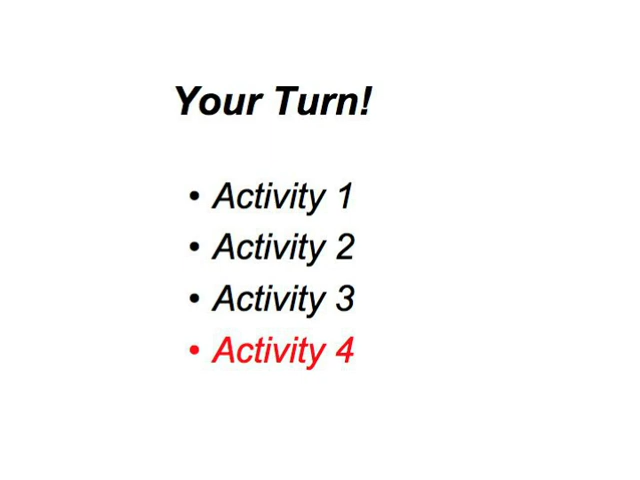 Your Turn!
• Activity 1
• Activity 2
• Activity 3
• Activity 4